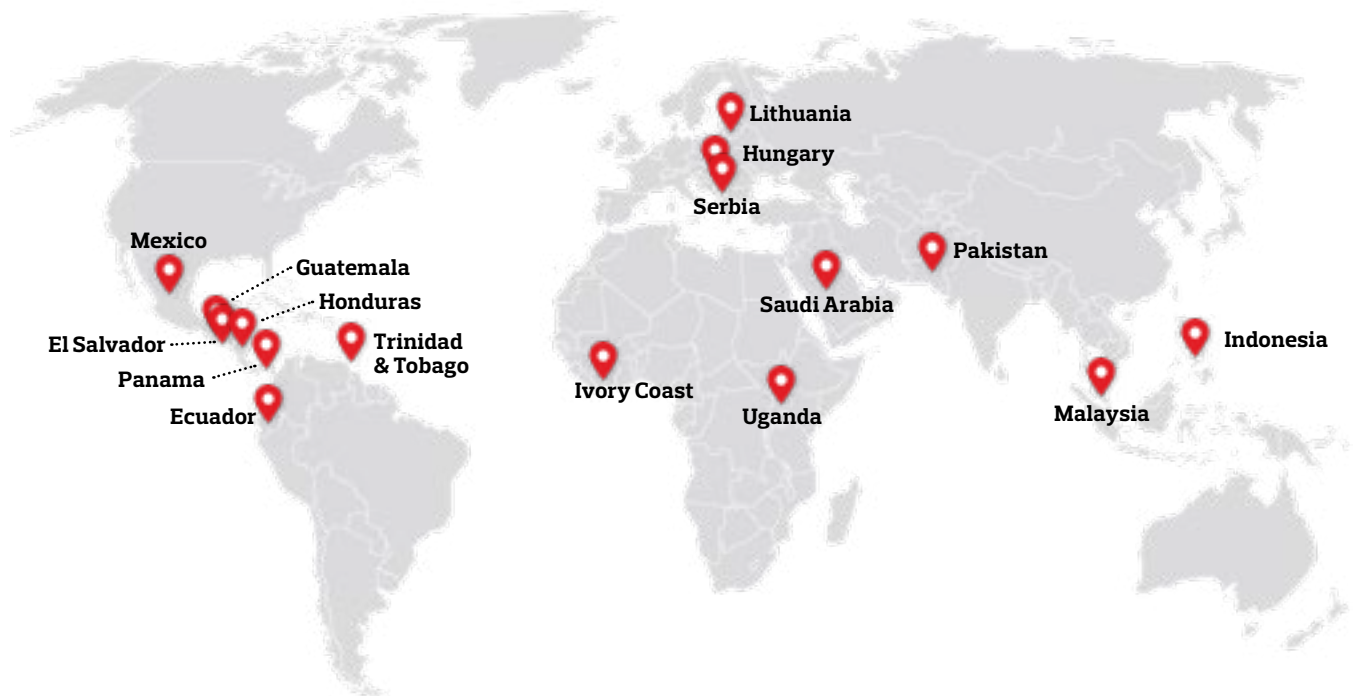 Lithuania
Hungary
Serbia
Mexico
Guatemala
Honduras
El Salvador
Panama
Trinidad
& Tobago
Ecuador
Pakistan
Saudi Arabia
Ivory Coast
Uganda
Indonesia
Malaysia